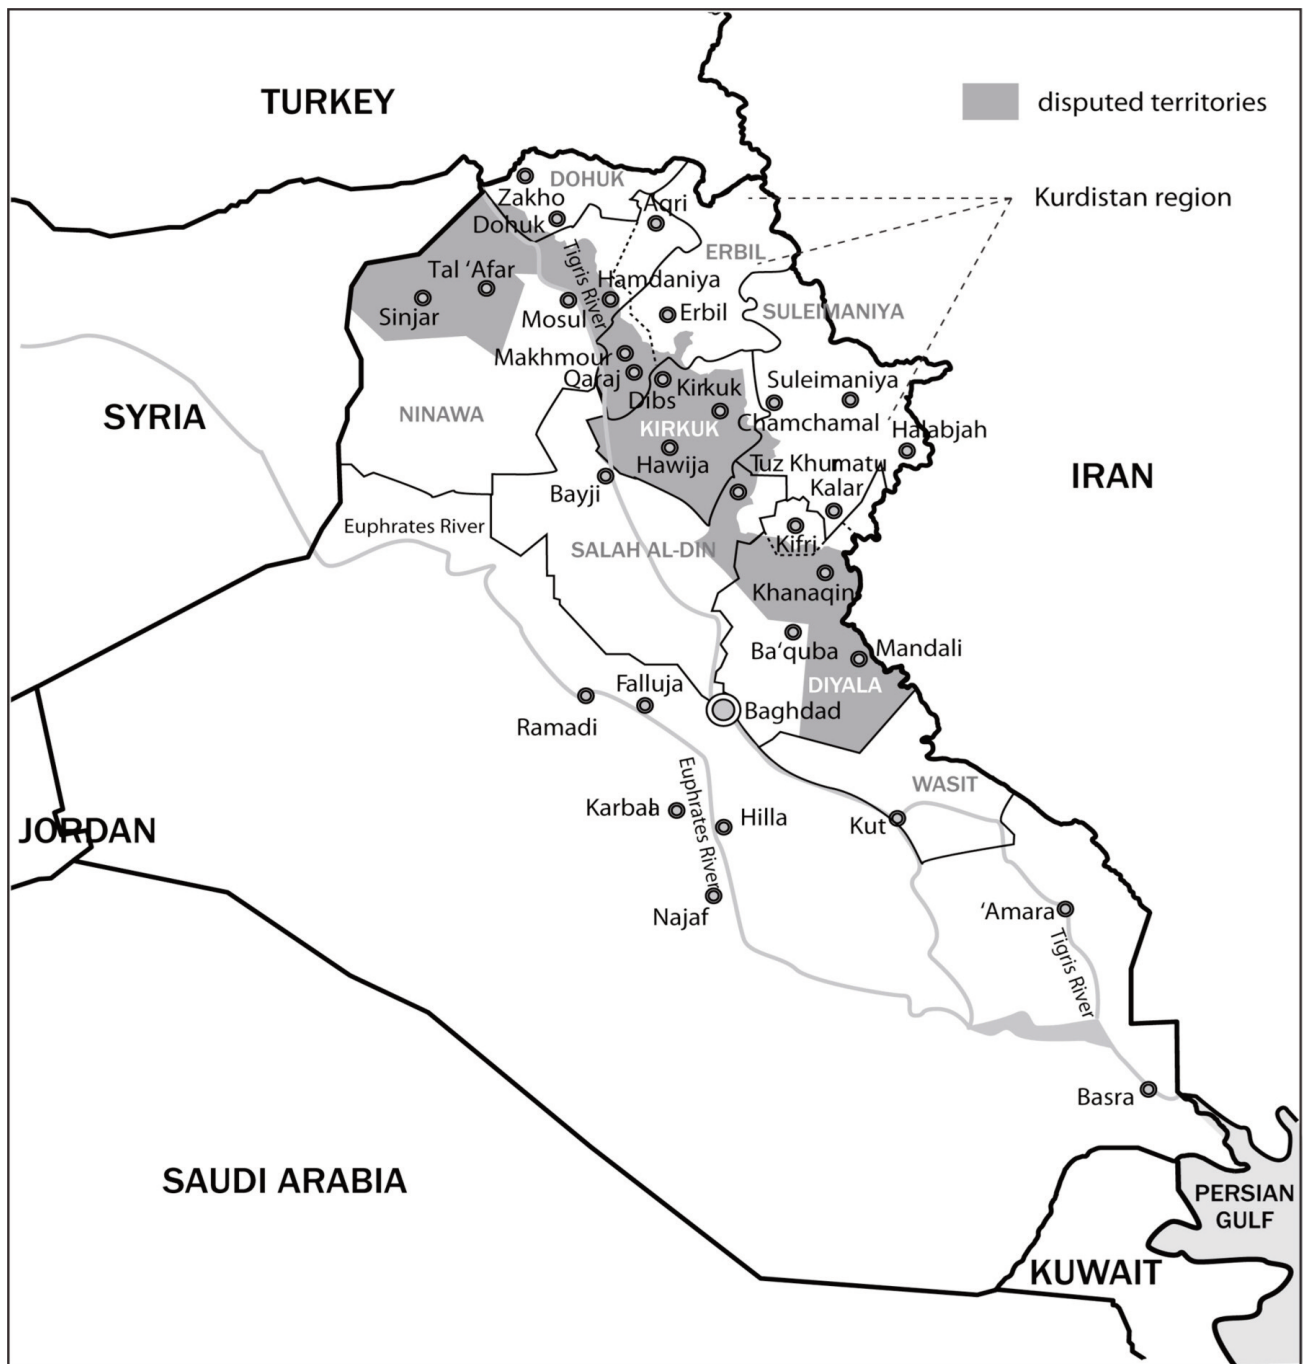 TURKEY
disputed territories
DOHUK
Zakho
Aqri
Kurdistan region
Dohuk
ERBIL
Tigris River
Tal ‘Afar
Hamdaniya
Sinjar
Mosul
Erbil
SULEIMANIYA
Makhmour
Qaraj
Dibs
Kirkuk
Suleimaniya
SYRIA
NINAWA
KIRKUK
Chamchamal
Halabjah
Hawija
Tuz Khumatu
IRAN
Bayji
Kalar
Euphrates River
SALAH AL-DIN
Kifri
Khanaqin
Ba‘quba
Mandali
Falluja
DIYALA
Ramadi
Baghdad
Euphrates River
WASIT
Karbala
Hilla
Kut
JORDAN
Najaf
‘Amara
Tigris River
Basra
SAUDI ARABIA
PERSIAN
GULF
KUWAIT